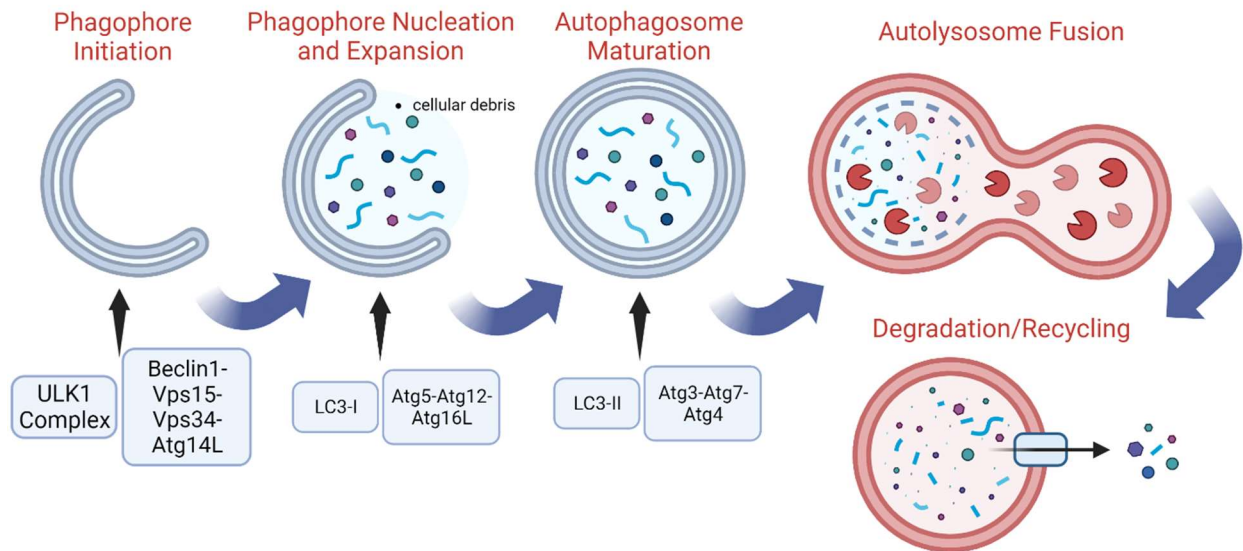 Phagophore
Initiation
Phagophore Nucleation
and Expansion
Autophagosome
Maturation
Autolysosome Fusion
cellular debris
ULK1
Complex
Beclin1-
Vps15-
Vps34-
Atg14L
LC3-I
Atg5-Atg12-
Atg16L
LC3-II
Atg3-Atg7-
Atg4
Degradation/Recycling